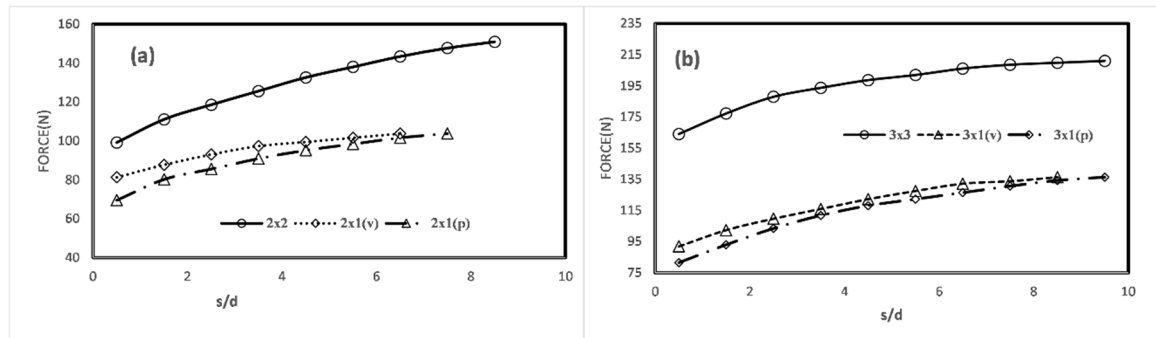 160
140
120
100
80
60
40
FORCE(N)
(a)
2x2 2x1(v) 2x1(p)
0 2 4 6 8 10
s/d
235
215
195
175
155
135
115
95
75
FORCE(N)
(b)
3x3 3x1(v) 3x1(p)
0 2 4 6 8 10
s/d